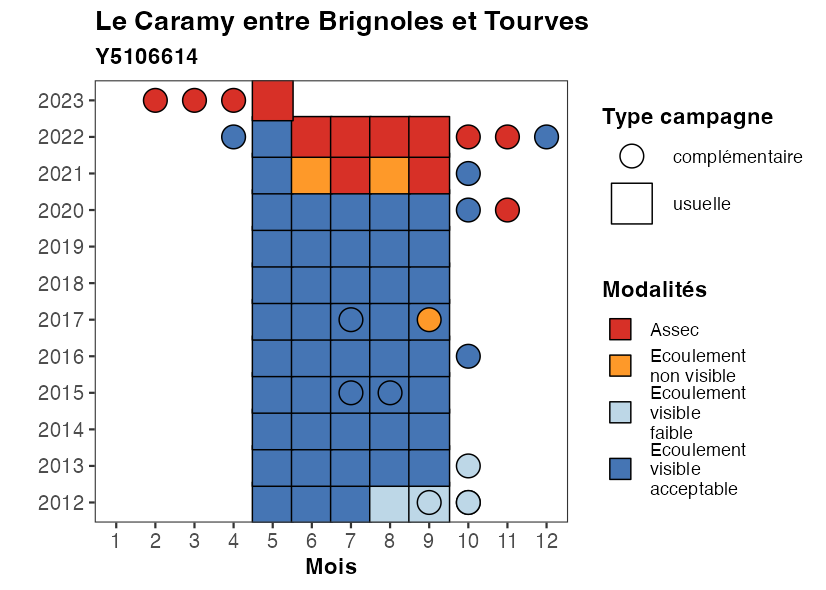 Le Caramy entre Brignoles et Tourves
Y5106614
2023
2022
2021
2020
2019
2018
2017
2016
2015
2014
2013
2012
1 2 3 4 5 6 7 8 9 10 11 12
Mois
Type campagne
complémentaire
usuelle
Modalités
Assec
Ecoulement
non visible
Ecoulement
visible
faible
Ecoulement
visible
acceptable